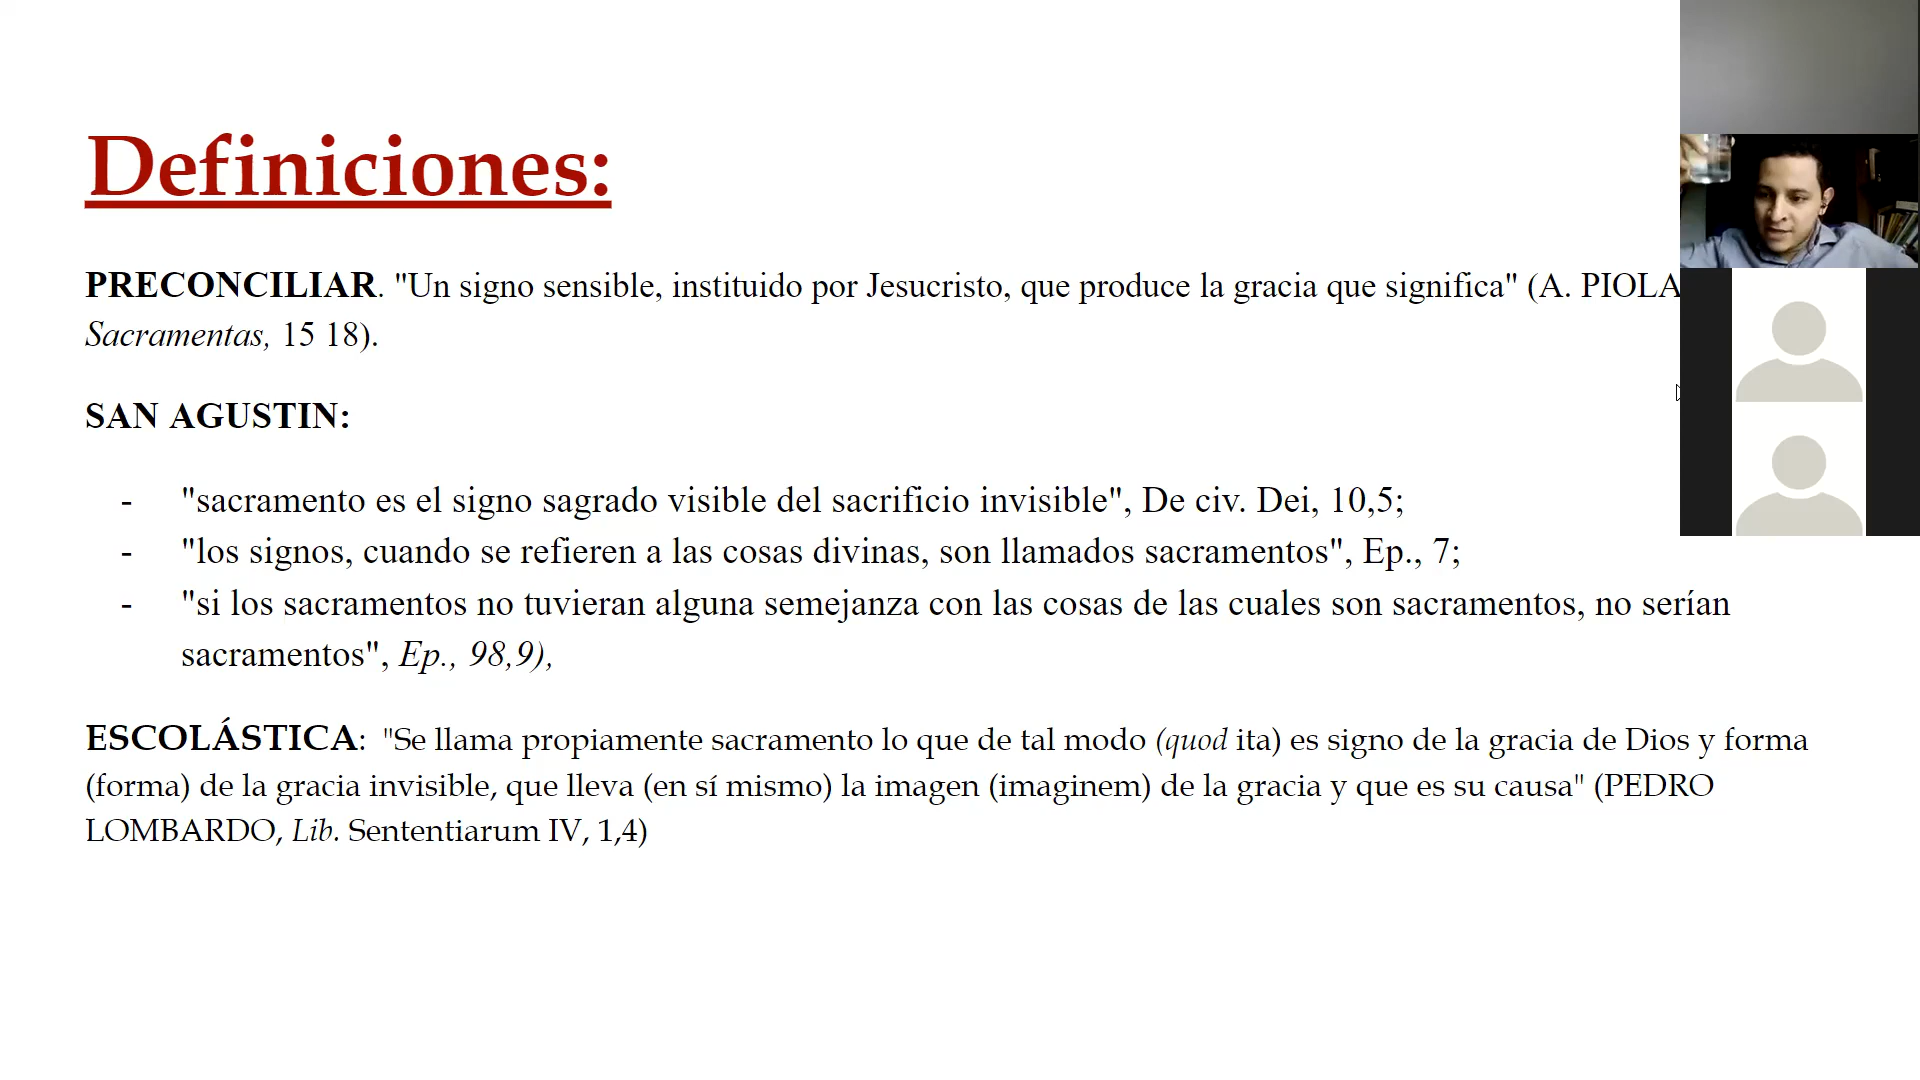 Definiciones:
PRECONCILIAR. "Un signo sensible, instituido por Jesucristo, que produce la gracia que significa" (A. PIOLA
Sacramentas, 15 18).
SAN AGUSTIN:
- "sacramento es el signo sagrado visible del sacrificio invisible", De civ. Dei, 10,5;
- "los signos, cuando se refieren a las cosas divinas, son llamados sacramentos", Ep., 7;
- "si los sacramentos no tuvieran alguna semejanza con las cosas de las cuales son sacramentos, no serían
sacramentos", Ep., 98,9),
ESCOLÁSTICA: "Se llama propiamente sacramento lo que de tal modo (quod ita) es signo de la gracia de Dios y forma
(forma) de la gracia invisible, que lleva (en sí mismo) la imagen (imaginem) de la gracia y que es su causa" (PEDRO
LOMBARDO, Lib. Sententiarum IV, 1,4)